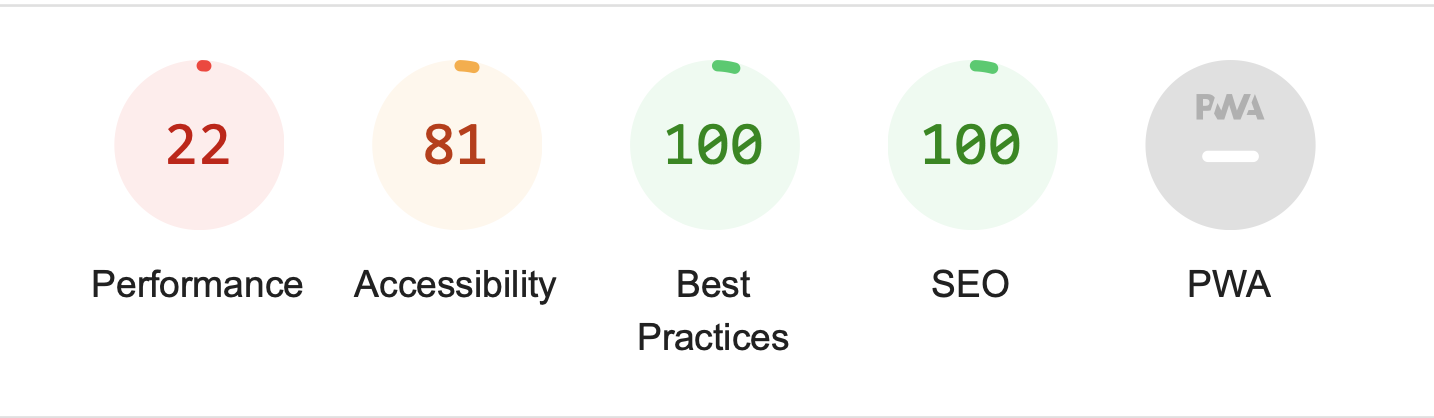 22
81
100
100
PWA
Performance
Accessibility
Best
Practices
SEO
PWA